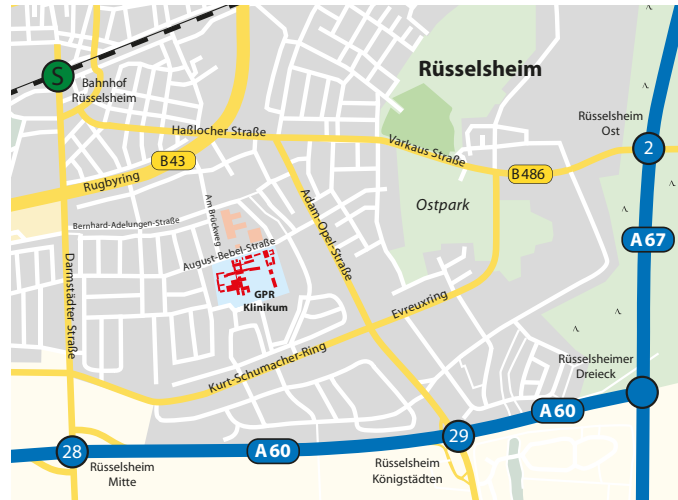 Rüsselsheim
S
Bahnhof
Rüsselsheim
Rüsselsheim
Ost
2
Haßlocher Straße
Varkaus Straße
B43
B486
Rugbyring
Am Brückweg
Adam-Opel-Straße
Ostpark
Bernhard-Adelungen-Straße
A67
August-Bebel-Straße
Darmstädter Straße
GPR
Klinikum
Evreuxring
Kurt-Schumacher-Ring
Rüsselsheimer
Dreieck
A60
28
A60
29
Rüsselsheim
Mitte
Rüsselsheim
Königstädten